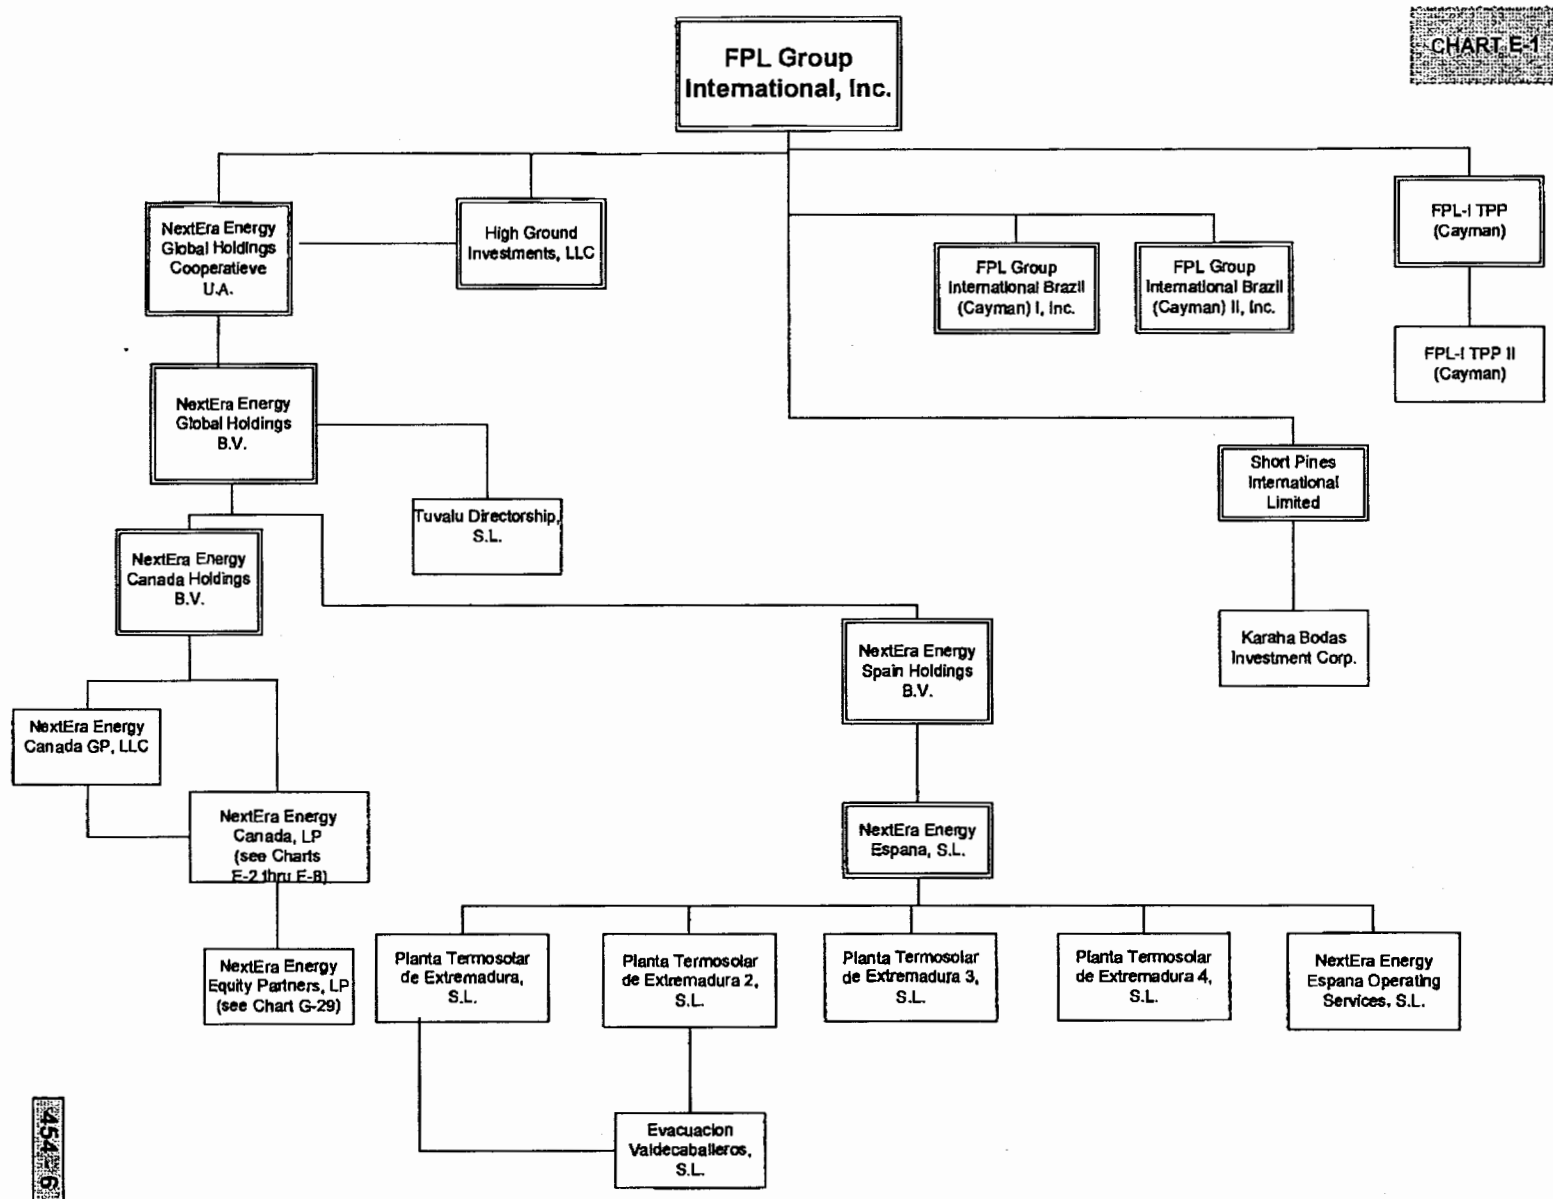 CHART E-1
FPL Group
International, Inc.
NextEra Energy
Global Holdings
Cooperatieve
U.A.
High Ground
Investments, LLC
FPL Group
International Brazil
(Cayman) I, Inc.
FPL Group
International Brazil
(Cayman) II, Inc.
FPL-I TPP
(Cayman)
FPL-I TPP II
(Cayman)
NextEra Energy
Global Holdings
B.V.
Tuvalu Directorship,
S.L.
Short Pines
International
Limited
NextEra Energy
Canada Holdings
B.V.
Karaha Bodas
Investment Corp.
NextEra Energy
Spain Holdings
B.V.
NextEra Energy
Canada GP, LLC
NextEra Energy
Canada, LP
(see Charts
E-2 thru E-8)
NextEra Energy
Espana, S.L.
NextEra Energy
Equity Partners, LP
(see Chart G-29)
Planta Termosolar
de Extremadura,
S.L.
Planta Termosolar
de Extremadura 2,
S.L.
Planta Termosolar
de Extremadura 3,
S.L.
Planta Termosolar
de Extremadura 4,
S.L.
NextEra Energy
Espana Operating
Services, S.L.
Evacuacion
Valdecaballeros,
S.L.
454-6